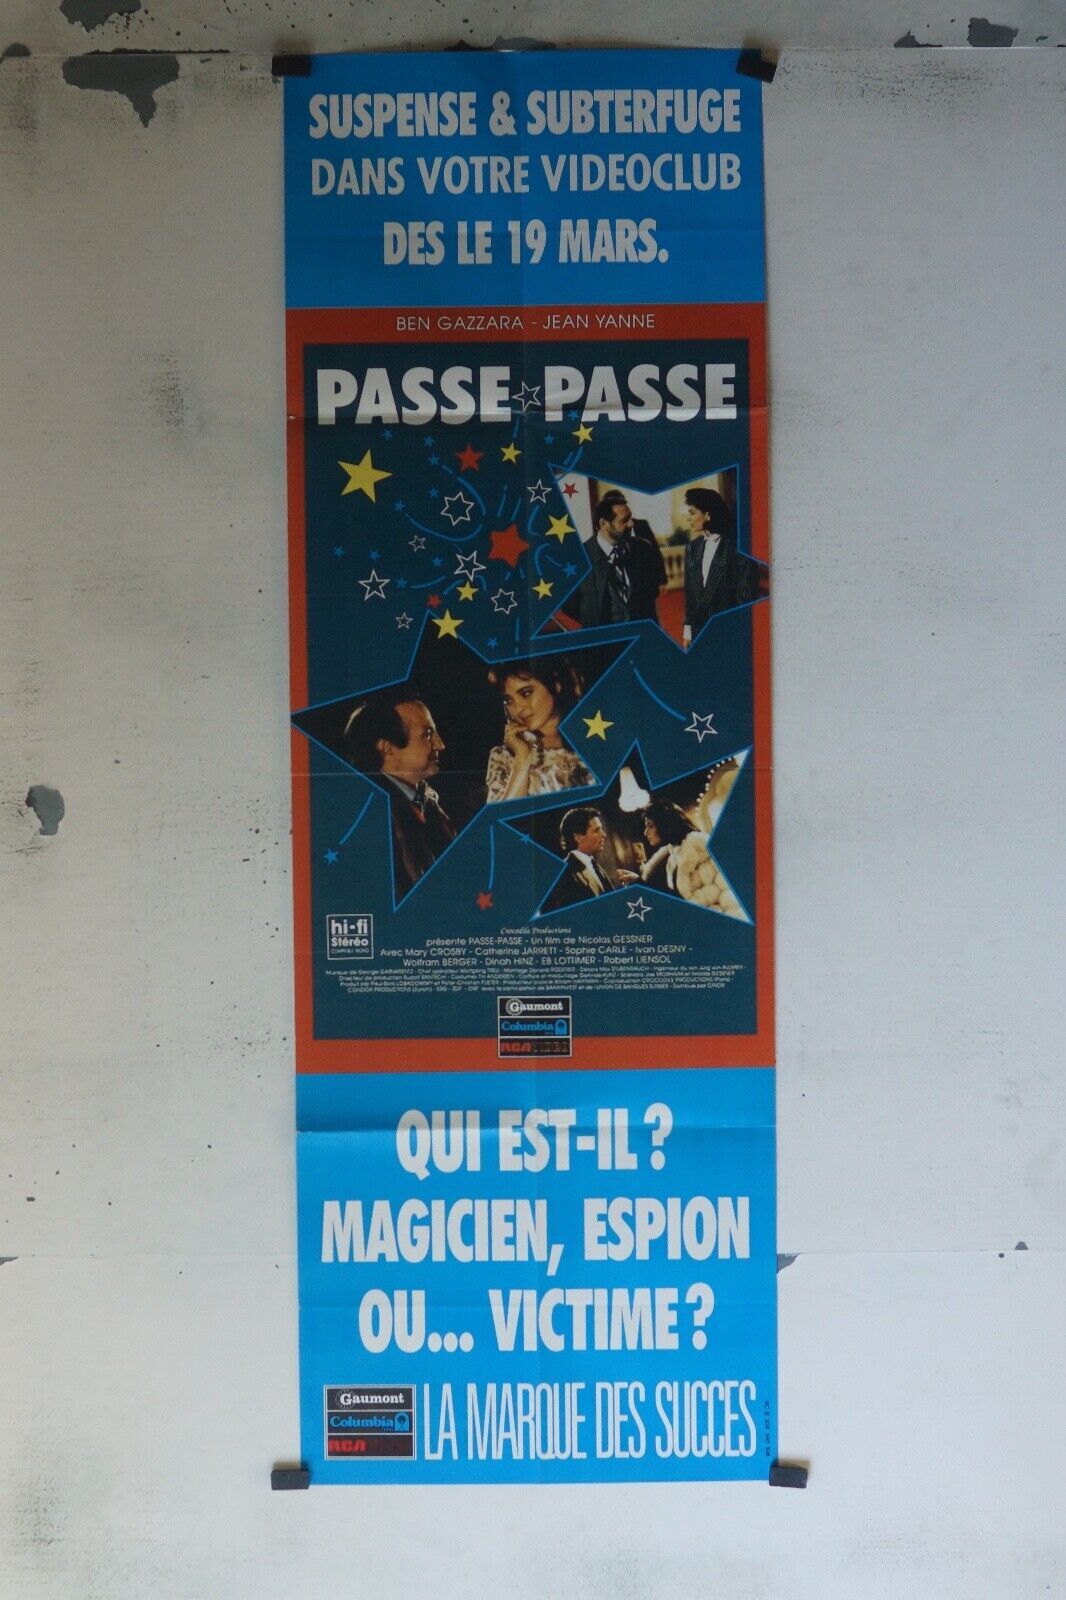 SUSPENSE & SUBTERFUGE
DANS VOTRE VIDEOCLUB
DES LE 19 MARS.
BEN GAZZARA - JEAN YANNE
PASSE PASSE
hi-fi
Stéréo
Crocodile Productions
présente PASSE-PASSE - Un film de Nicolas GESSNER
Avec Mary CROSBY - Catherine JARRETT - Sophie CARLE - Ivan DESNY -
Wolfram BERGER - Dinah HINZ - EB LOTTIMER - Robert LIENSOL
Gaumont
Columbia
RCA VIDEO
QUI EST-IL ?
MAGICIEN, ESPION
OU... VICTIME ?
Gaumont
Columbia
RCA VIDEO
LA MARQUE DES SUCCES